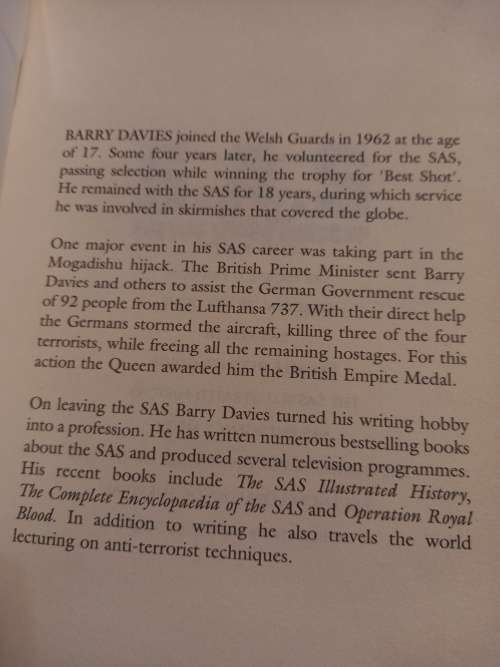 BARRY DAVIES joined the Welsh Guards in 1962 at the age
of 17. Some four years later, he volunteered for the SAS,
passing selection while winning the trophy for 'Best Shot'.
He remained with the SAS for 18 years, during which service
he was involved in skirmishes that covered the globe.
One major event in his SAS career was taking part in the
Mogadishu hijack. The British Prime Minister sent Barry
Davies and others to assist the German Government rescue
of 92 people from the Lufthansa 737. With their direct help
the Germans stormed the aircraft, killing three of the four
terrorists, while freeing all the remaining hostages. For this
action the Queen awarded him the British Empire Medal.
On leaving the SAS Barry Davies turned his writing hobby
into a profession. He has written numerous bestselling books
about the SAS and produced several television programmes.
His recent books include The SAS Illustrated History,
The Complete Encyclopaedia of the SAS and Operation Royal
Blood. In addition to writing he also travels the world
lecturing on anti-terrorist techniques.